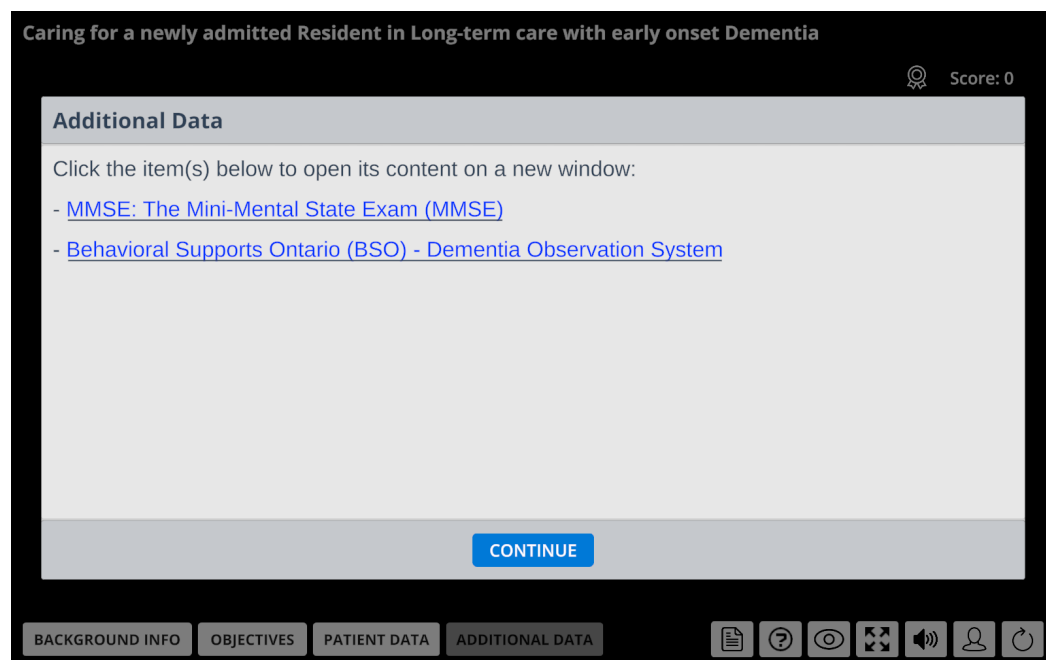 Caring for a newly admitted Resident in Long-term care with early onset Dementia
Score: 0
Additional Data
Click the item(s) below to open its content on a new window:
- MMSE: The Mini-Mental State Exam (MMSE)
- Behavioral Supports Ontario (BSO) - Dementia Observation System
CONTINUE
BACKGROUND INFO OBJECTIVES PATIENT DATA ADDITIONAL DATA